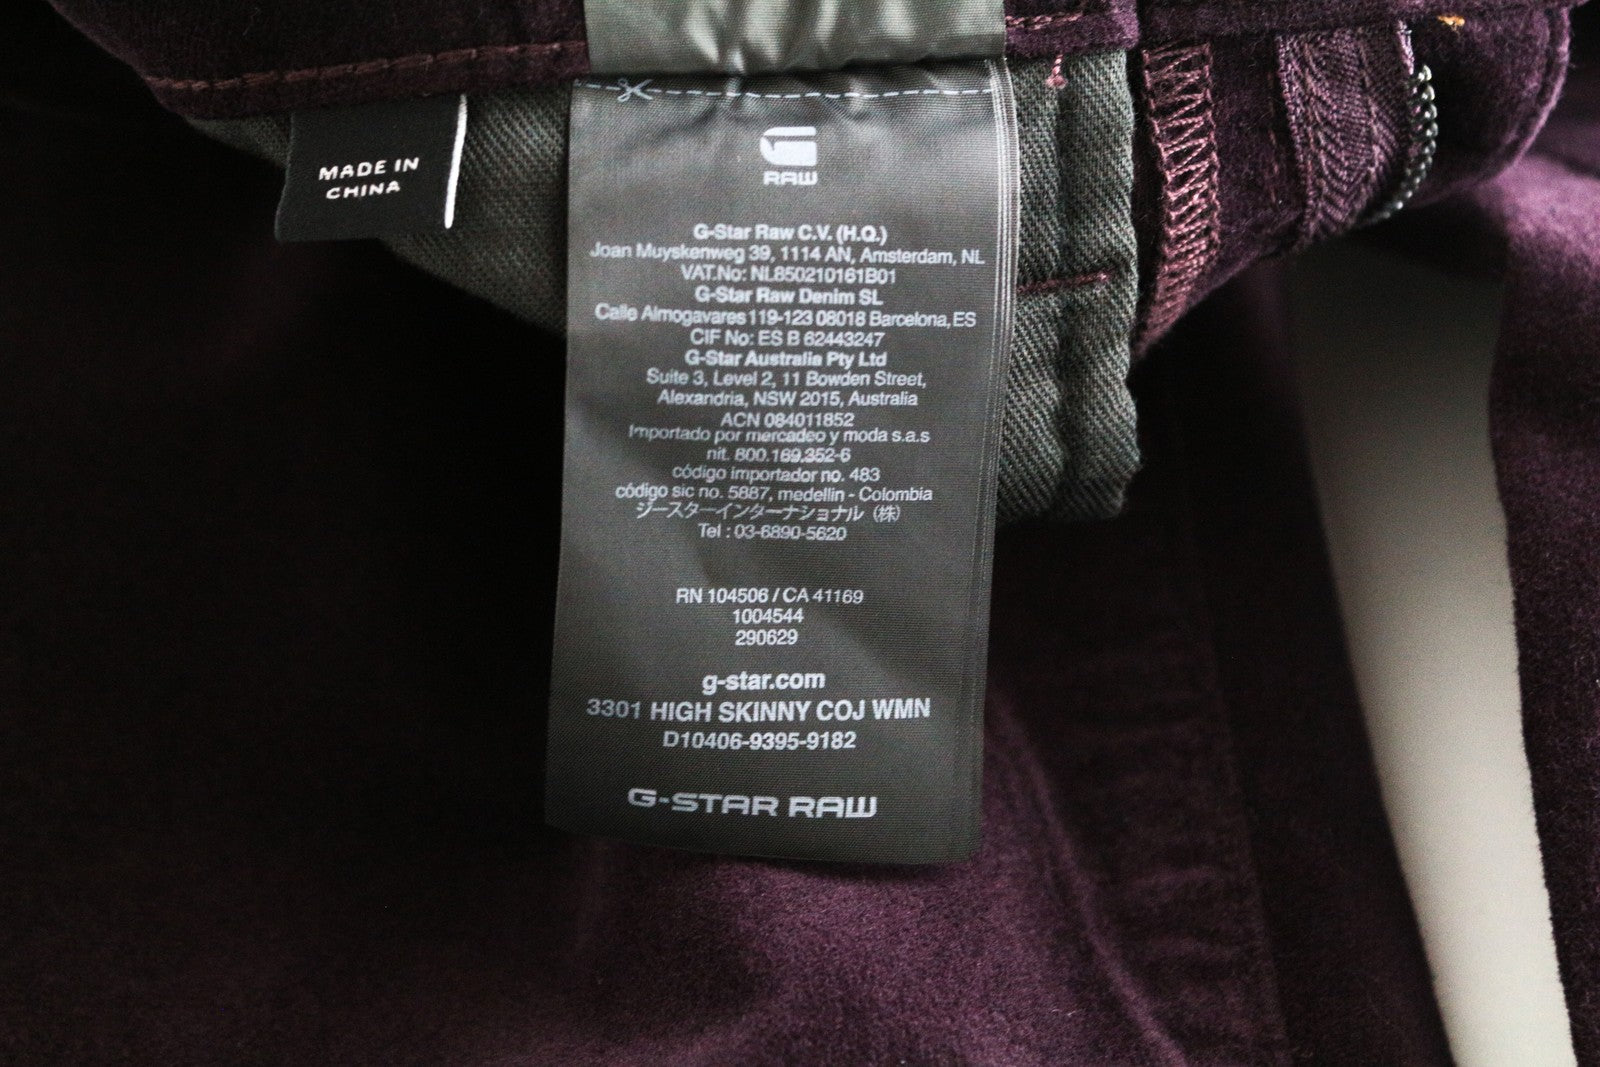 MADE IN
CHINA
RAW
G-Star Raw C.V. (H.Q.)
Joan Muyskenweg 39, 1114 AN, Amsterdam, NL
VAT.No: NL850210161B01
G-Star Raw Denim SL
Calle Almogavares 119-123 08018 Barcelona, ES
CIF No: ES B 62443247
G-Star Australia Pty Ltd
Suite 3, Level 2, 11 Bowden Street,
Alexandria, NSW 2015, Australia
ACN 084011852
Importado por mercadeo y moda s.a.s
nit. 800.169.352-6
código importador no. 483
código sic no. 5887, medellin - Colombia
ジースターインターナショナル (株)
Tel : 03-6890-5620
RN 104506 / CA 41169
1004544
290629
g-star.com
3301 HIGH SKINNY COJ WMN
D10406-9395-9182
G-STAR RAW